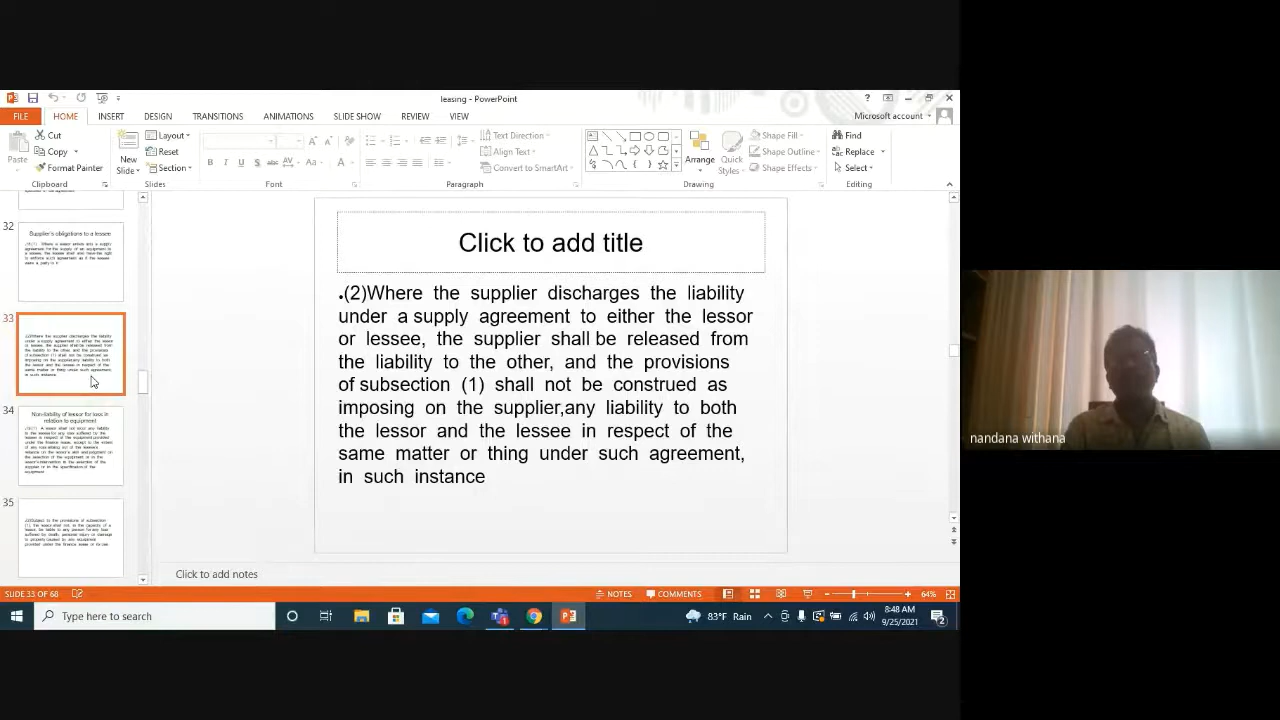 leasing - PowerPoint
?
FILE HOME INSERT DESIGN TRANSITIONS ANIMATIONS SLIDE SHOW REVIEW VIEW
Microsoft account
Paste
Cut
Copy
Format Painter
Clipboard
New
Slide
Layout
Reset
Section
Slides
B I U S abc AV Aa A
Font
Text Direction
Align Text
Convert to SmartArt
Paragraph
Arrange
Quick
Styles
Shape Fill
Shape Outline
Shape Effects
Drawing
Find
Replace
Select
Editing
32
Supplier's obligations to a lessee
33
34
Non-liability of lessor for loss in
relation to equipment
35
Click to add title
.(2)Where the supplier discharges the liability
under a supply agreement to either the lessor
or lessee, the supplier shall be released from
the liability to the other, and the provisions
of subsection (1) shall not be construed as
imposing on the supplier,any liability to both
the lessor and the lessee in respect of the
same matter or thing under such agreement,
in such instance
Click to add notes
SLIDE 33 OF 68
NOTES
COMMENTS
64%
Type here to search
83°F Rain
8:48 AM
9/25/2021
2
nandana withana